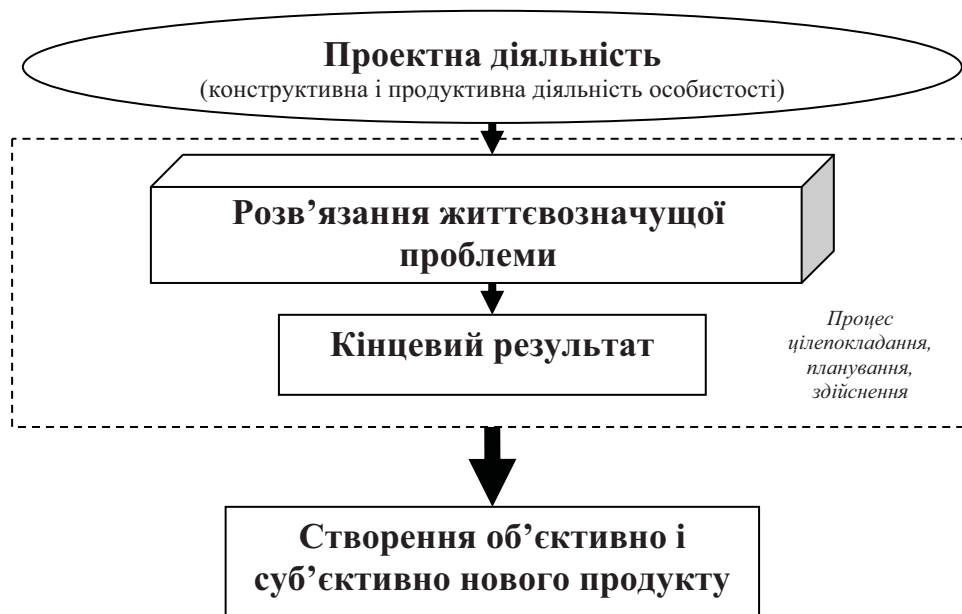 Проектна діяльність
(конструктивна і продуктивна діяльність особистості)
Розв’язання життєвозначущої
проблеми
Кінцевий результат
Процес
цілепокладання,
планування,
здійснення
Створення об’єктивно і
суб’єктивно нового продукту